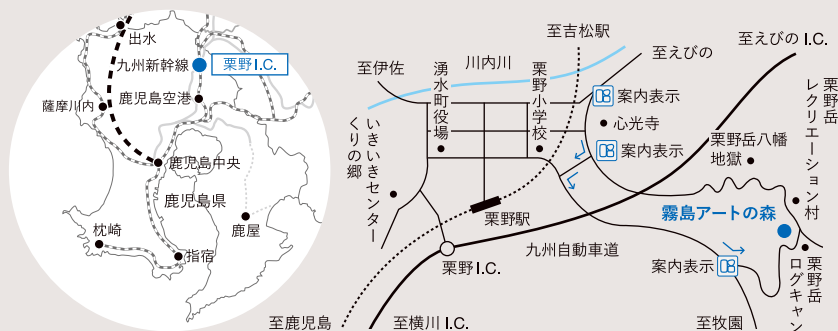 出水
九州新幹線
栗野I.C.
薩摩川内
鹿児島空港
鹿児島中央
鹿児島県
鹿屋
枕崎
指宿
至吉松駅
至えびの
至えびのI.C.
川内川
至伊佐
湧水町役場
栗野小学校
案内表示
心光寺
案内表示
いきいきセンター
くりの郷
栗野岳
レクリエーション村
栗野岳八幡
地獄
霧島アートの森
栗野駅
九州自動車道
栗野I.C.
案内表示
栗野岳
ログキャン
至鹿児島
至横川I.C.
至牧園